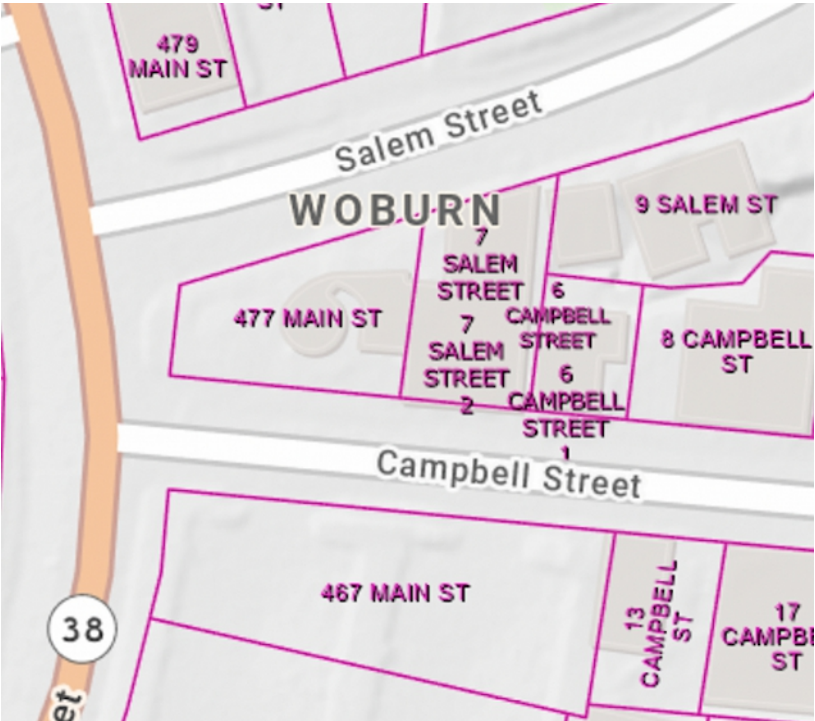 ST
479
MAIN ST
Salem Street
WOBURN
9 SALEM ST
7
SALEM
STREET
6
CAMPBELL
STREET
477 MAIN ST
7
SALEM
STREET
2
8 CAMPBELL
ST
6
CAMPBELL
STREET
1
Campbell Street
467 MAIN ST
13
CAMPBELL
ST
17
CAMPBE
ST
38
et